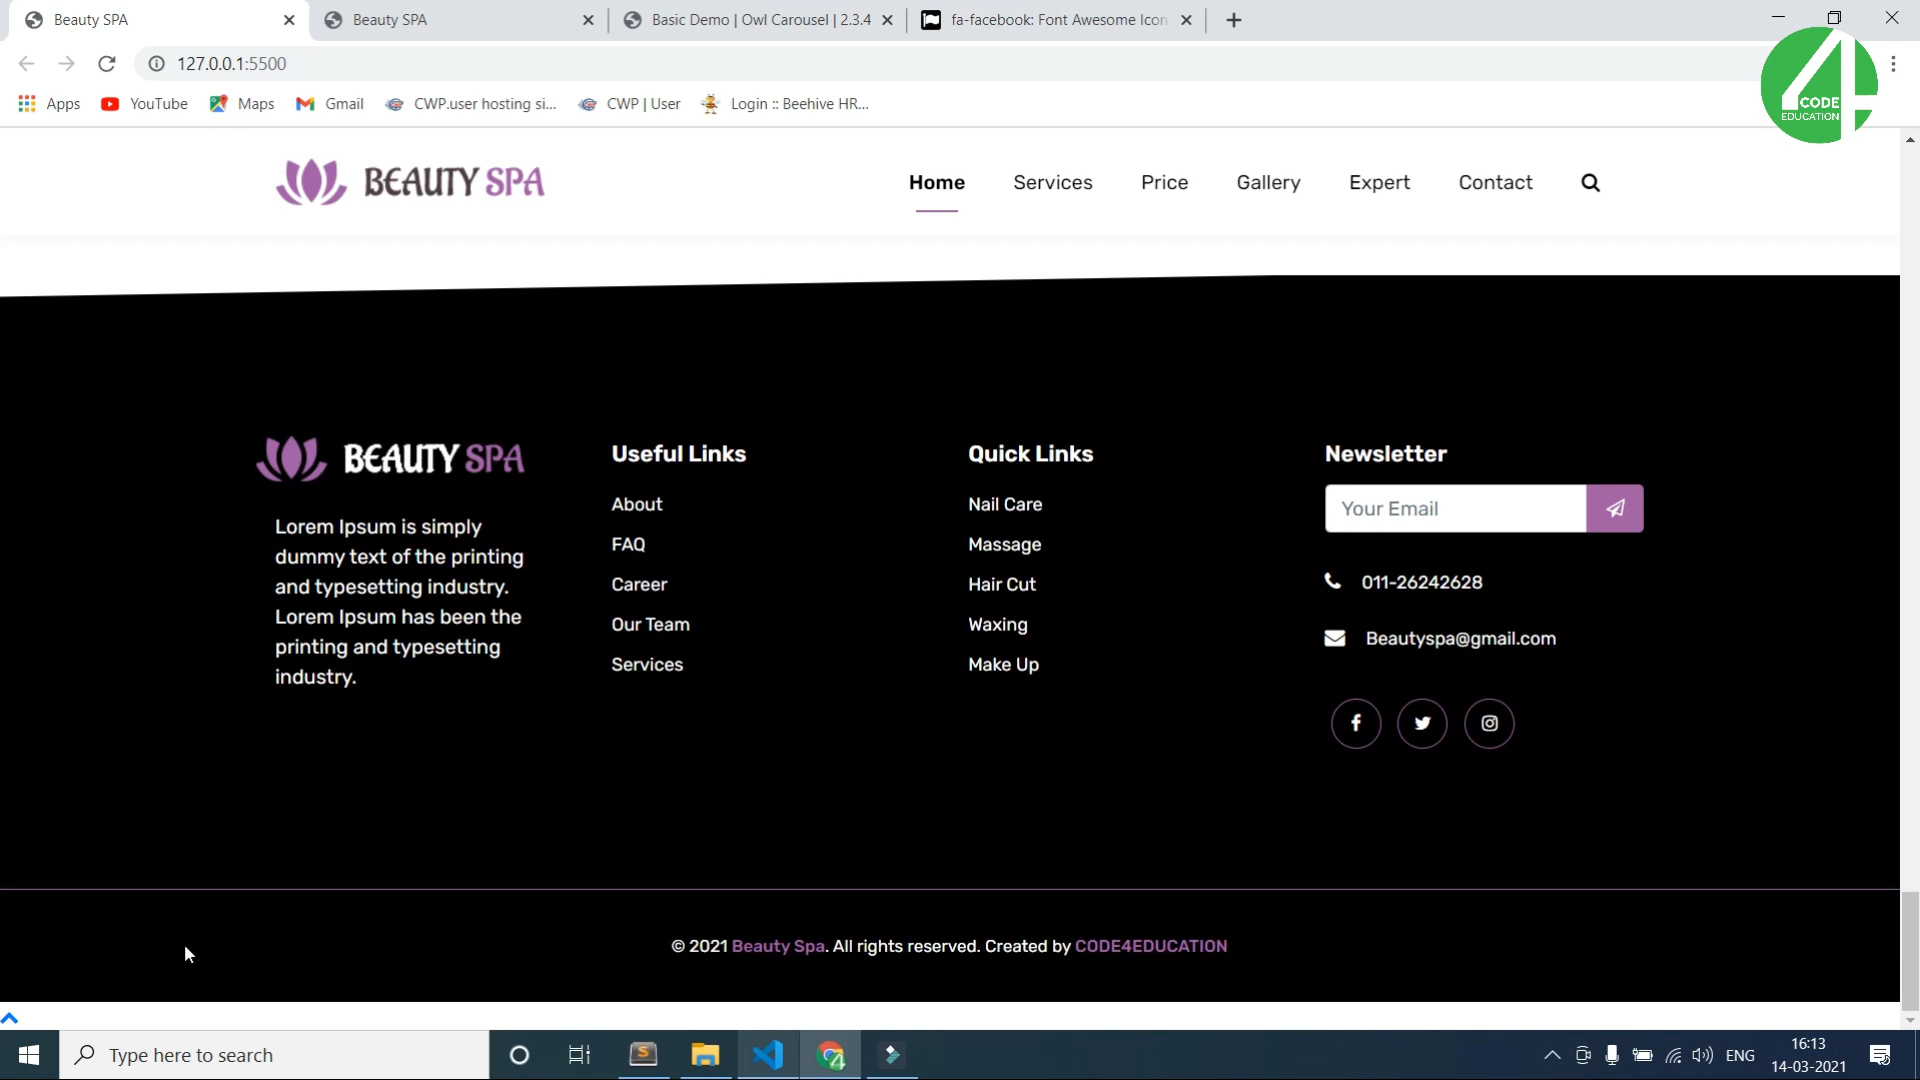 Beauty SPA
Beauty SPA
Basic Demo | Owl Carousel | 2.3.4
fa-facebook: Font Awesome Icon
127.0.0.1:5500
Apps
YouTube
Maps
Gmail
CWP.user hosting si...
CWP | User
Login :: Beehive HR...
4
CODE
EDUCATION
BEAUTY SPA
Home
Services
Price
Gallery
Expert
Contact
BEAUTY SPA
Lorem Ipsum is simply
dummy text of the printing
and typesetting industry.
Lorem Ipsum has been the
printing and typesetting
industry.
Useful Links
About
FAQ
Career
Our Team
Services
Quick Links
Nail Care
Massage
Hair Cut
Waxing
Make Up
Newsletter
Your Email
011-26242628
Beautyspa@gmail.com
© 2021 Beauty Spa. All rights reserved. Created by CODE4EDUCATION
Type here to search
ENG
16:13
14-03-2021